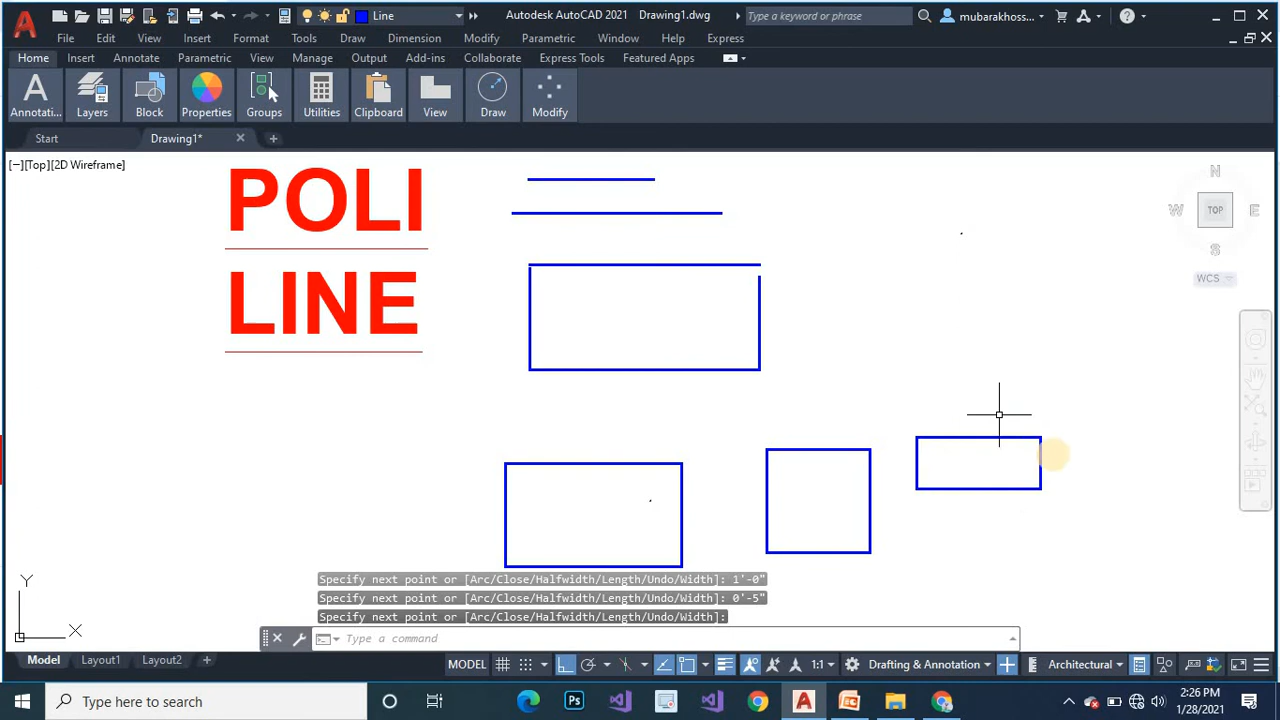 Line
Autodesk AutoCAD 2021 Drawing1.dwg
Type a keyword or phrase
mubarakhoss...
File Edit View Insert Format Tools Draw Dimension Modify Parametric Window Help Express
Home Insert Annotate Parametric View Manage Output Add-ins Collaborate Express Tools Featured Apps
Annotati... Layers Block Properties Groups Utilities Clipboard View Draw Modify
Start Drawing1*
[−][Top][2D Wireframe]
POLI
LINE
N
W TOP E
S
WCS
Y
X
Specify next point or [Arc/Close/Halfwidth/Length/Undo/Width]: 1'-0"
Specify next point or [Arc/Close/Halfwidth/Length/Undo/Width]: 0'-5"
Specify next point or [Arc/Close/Halfwidth/Length/Undo/Width]:
Type a command
Model Layout1 Layout2 + MODEL 1:1 Drafting & Annotation Architectural
Type here to search
Ps
2:26 PM
1/28/2021